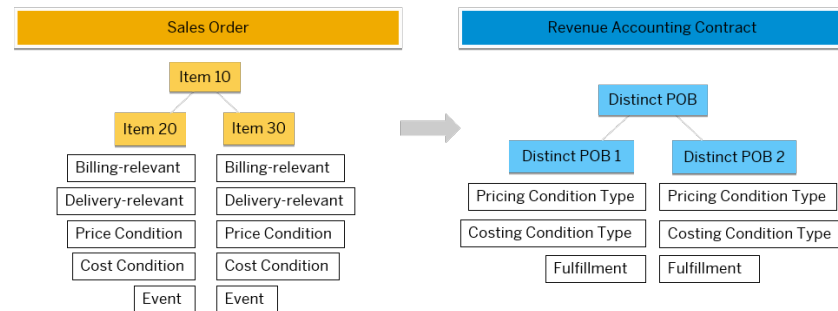 Sales Order
Revenue Accounting Contract
Item 10
Item 20
Item 30
Billing-relevant
Billing-relevant
Delivery-relevant
Delivery-relevant
Price Condition
Price Condition
Cost Condition
Cost Condition
Event
Event
Distinct POB
Distinct POB 1
Distinct POB 2
Pricing Condition Type
Pricing Condition Type
Costing Condition Type
Costing Condition Type
Fulfillment
Fulfillment